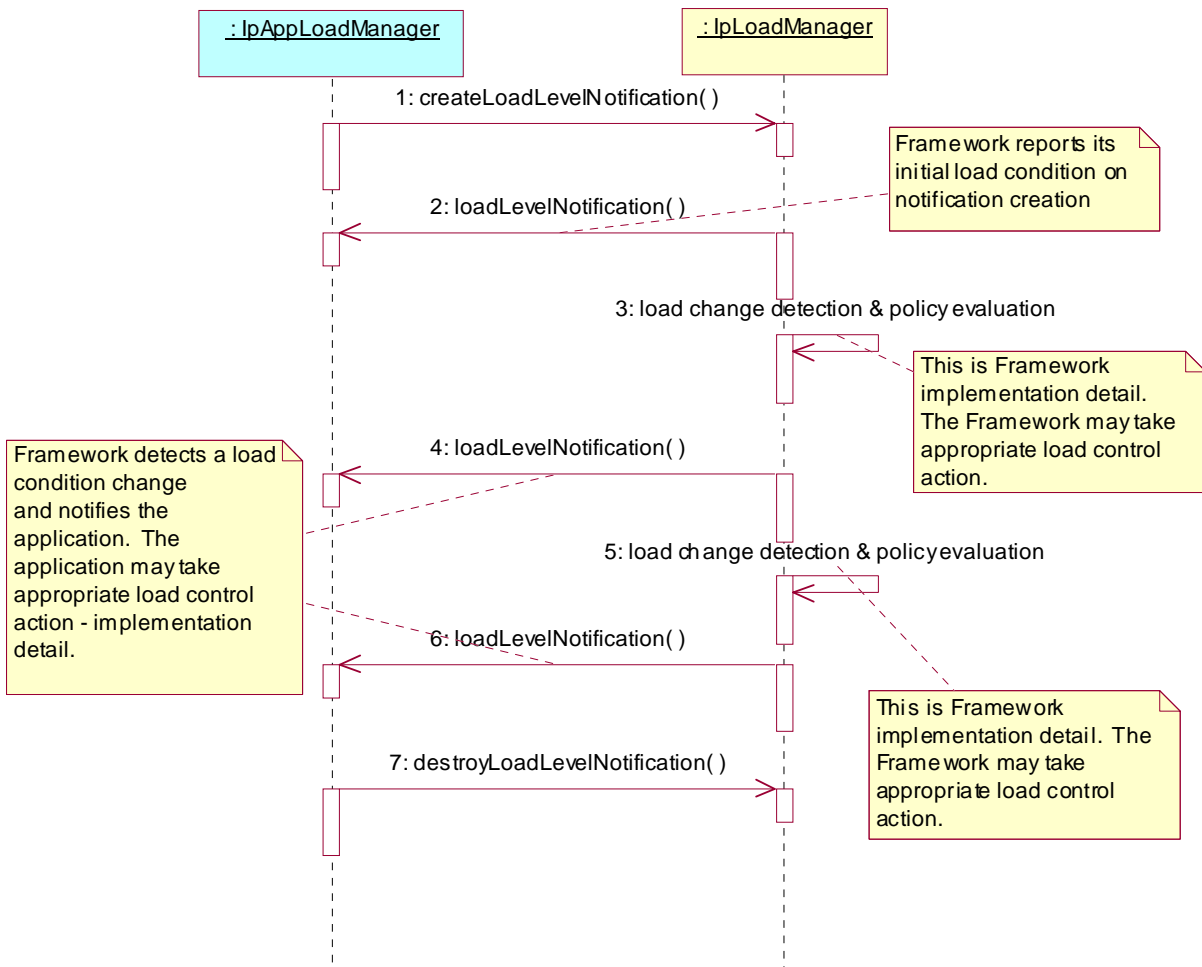 : IpAppLoadManager
: IpLoadManager
1: createLoadLevelNotification( )
Framework reports its
initial load condition on
notification creation
2: loadLevelNotification( )
3: load change detection & policy evaluation
This is Framework
implementation detail.
The Framework may take
appropriate load control
action.
4: loadLevelNotification( )
Framework detects a load
condition change
and notifies the
application. The
application may take
appropriate load control
action - implementation
detail.
5: load change detection & policy evaluation
6: loadLevelNotification( )
This is Framework
implementation detail. The
Framework may take
appropriate load control
action.
7: destroyLoadLevelNotification( )